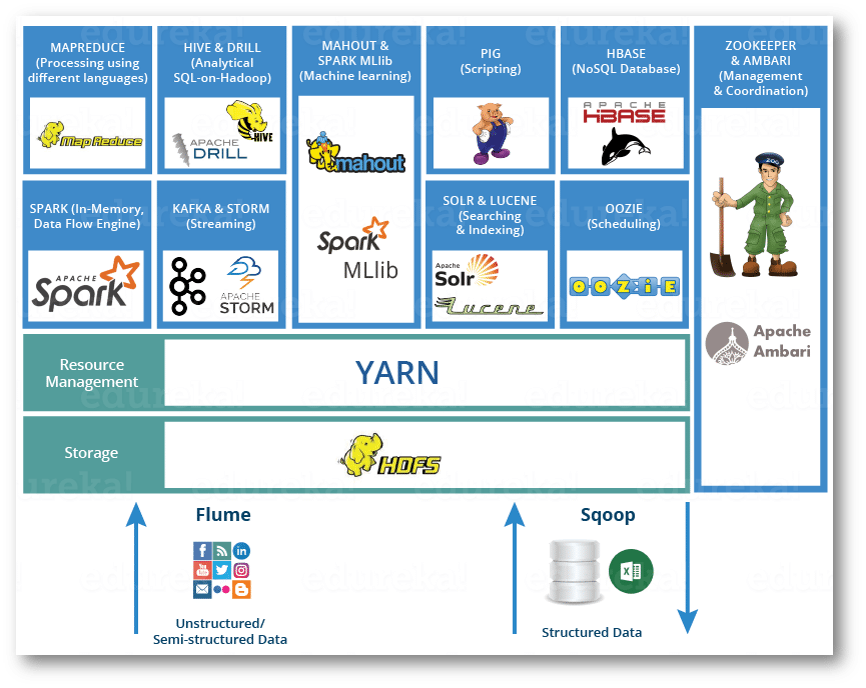 MAPREDUCE
(Processing using
different languages)
Map Reduce
HIVE & DRILL
(Analytical
SQL-on-Hadoop)
HIVE
APACHE
DRILL
MAHOUT &
SPARK MLlib
(Machine learning)
mahout
Spark
MLlib
PIG
(Scripting)
HBASE
(NoSQL Database)
APACHE
HBASE
ZOOKEEPER
& AMBARI
(Management
& Coordination)
ZOO
Apache
Ambari
SPARK (In-Memory,
Data Flow Engine)
APACHE
Spark
KAFKA & STORM
(Streaming)
APACHE
STORM
SOLR & LUCENE
(Searching
& Indexing)
Apache
Solr
Lucene
OOZIE
(Scheduling)
OOZIE
Resource
Management
YARN
Storage
HDFS
Flume
Unstructured/
Semi-structured Data
Sqoop
Structured Data
edureka!